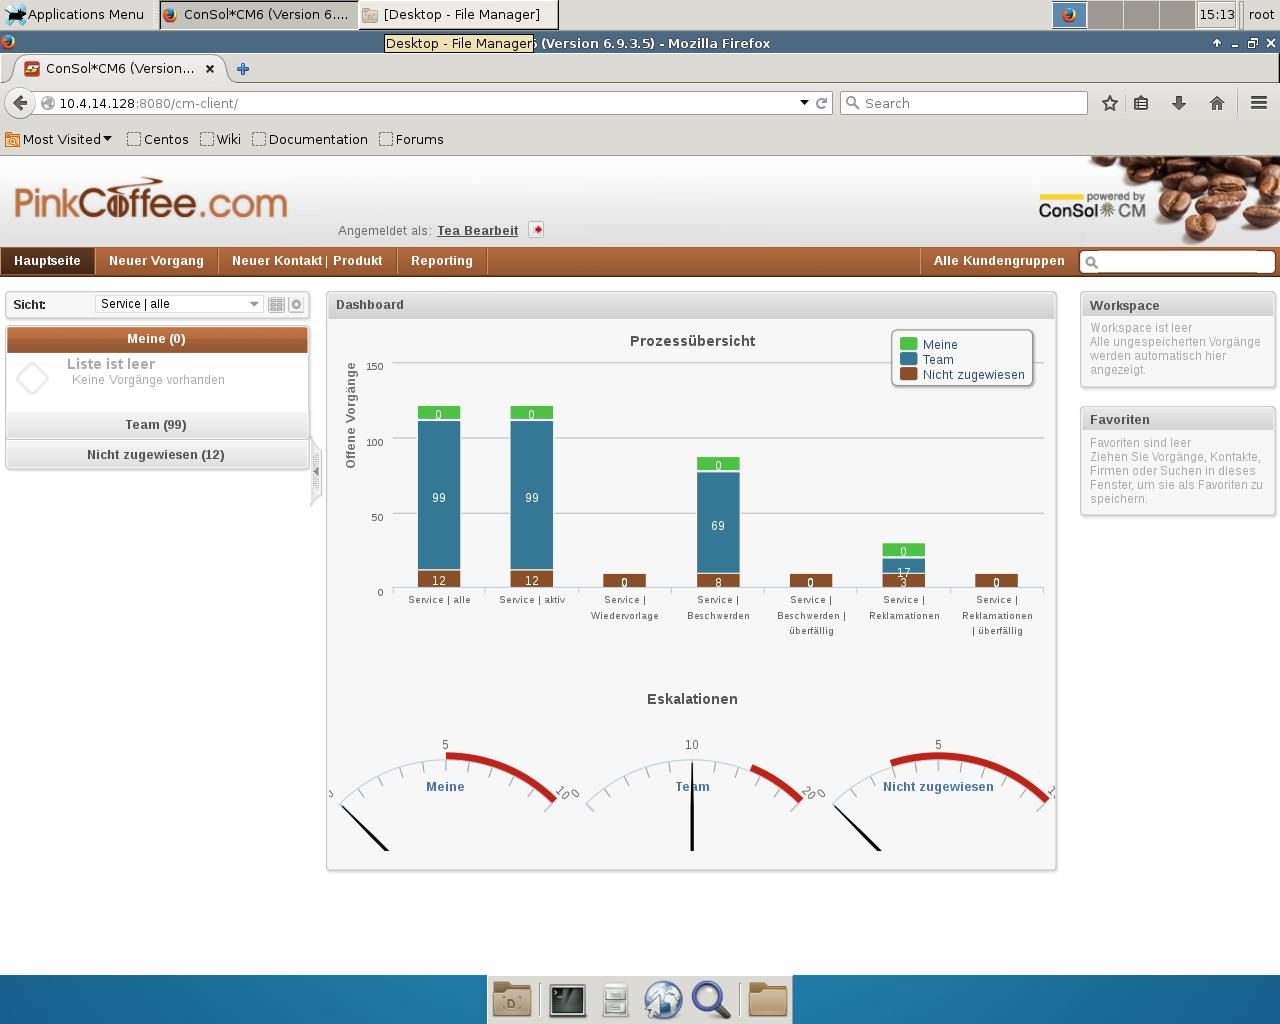 Applications Menu
ConSol*CM6 (Version 6....
[Desktop - File Manager]
15:13
root
Desktop - File Manager
(Version 6.9.3.5) - Mozilla Firefox
ConSol*CM6 (Version...
10.4.14.128:8080/cm-client/
Search
Most Visited
Centos
Wiki
Documentation
Forums
PinkCoffee.com
powered by
ConSol CM
Angemeldet als: Tea Bearbeit
Hauptseite
Neuer Vorgang
Neuer Kontakt | Produkt
Reporting
Alle Kundengruppen
Sicht:
Service | alle
Meine (0)
Liste ist leer
Keine Vorgänge vorhanden
Team (99)
Nicht zugewiesen (12)
Dashboard
Prozessübersicht
Meine
Team
Nicht zugewiesen
Offene Vorgänge
150
100
50
0
0
99
12
0
99
12
0
0
69
8
0
0
17
3
0
Service | alle
Service | aktiv
Service |
Wiedervorlage
Service |
Beschwerden
Service |
Beschwerden |
überfällig
Service |
Reklamationen
Service |
Reklamationen
| überfällig
Eskalationen
5
10
Meine
0
10
20
Team
0
5
Nicht zugewiesen
Workspace
Workspace ist leer
Alle ungespeicherten Vorgänge
werden automatisch hier
angezeigt.
Favoriten
Favoriten sind leer
Ziehen Sie Vorgänge, Kontakte,
Firmen oder Suchen in dieses
Fenster, um sie als Favoriten zu
speichern.